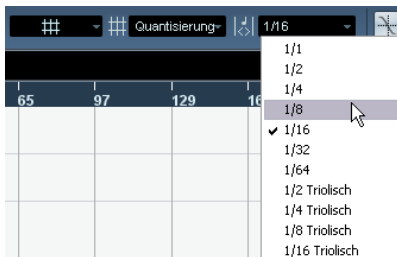 Quantisierung 1/16
1/1
1/2
1/4
65 97 129 16
1/8
1/16
1/32
1/64
1/2 Triolisch
1/4 Triolisch
1/8 Triolisch
1/16 Triolisch